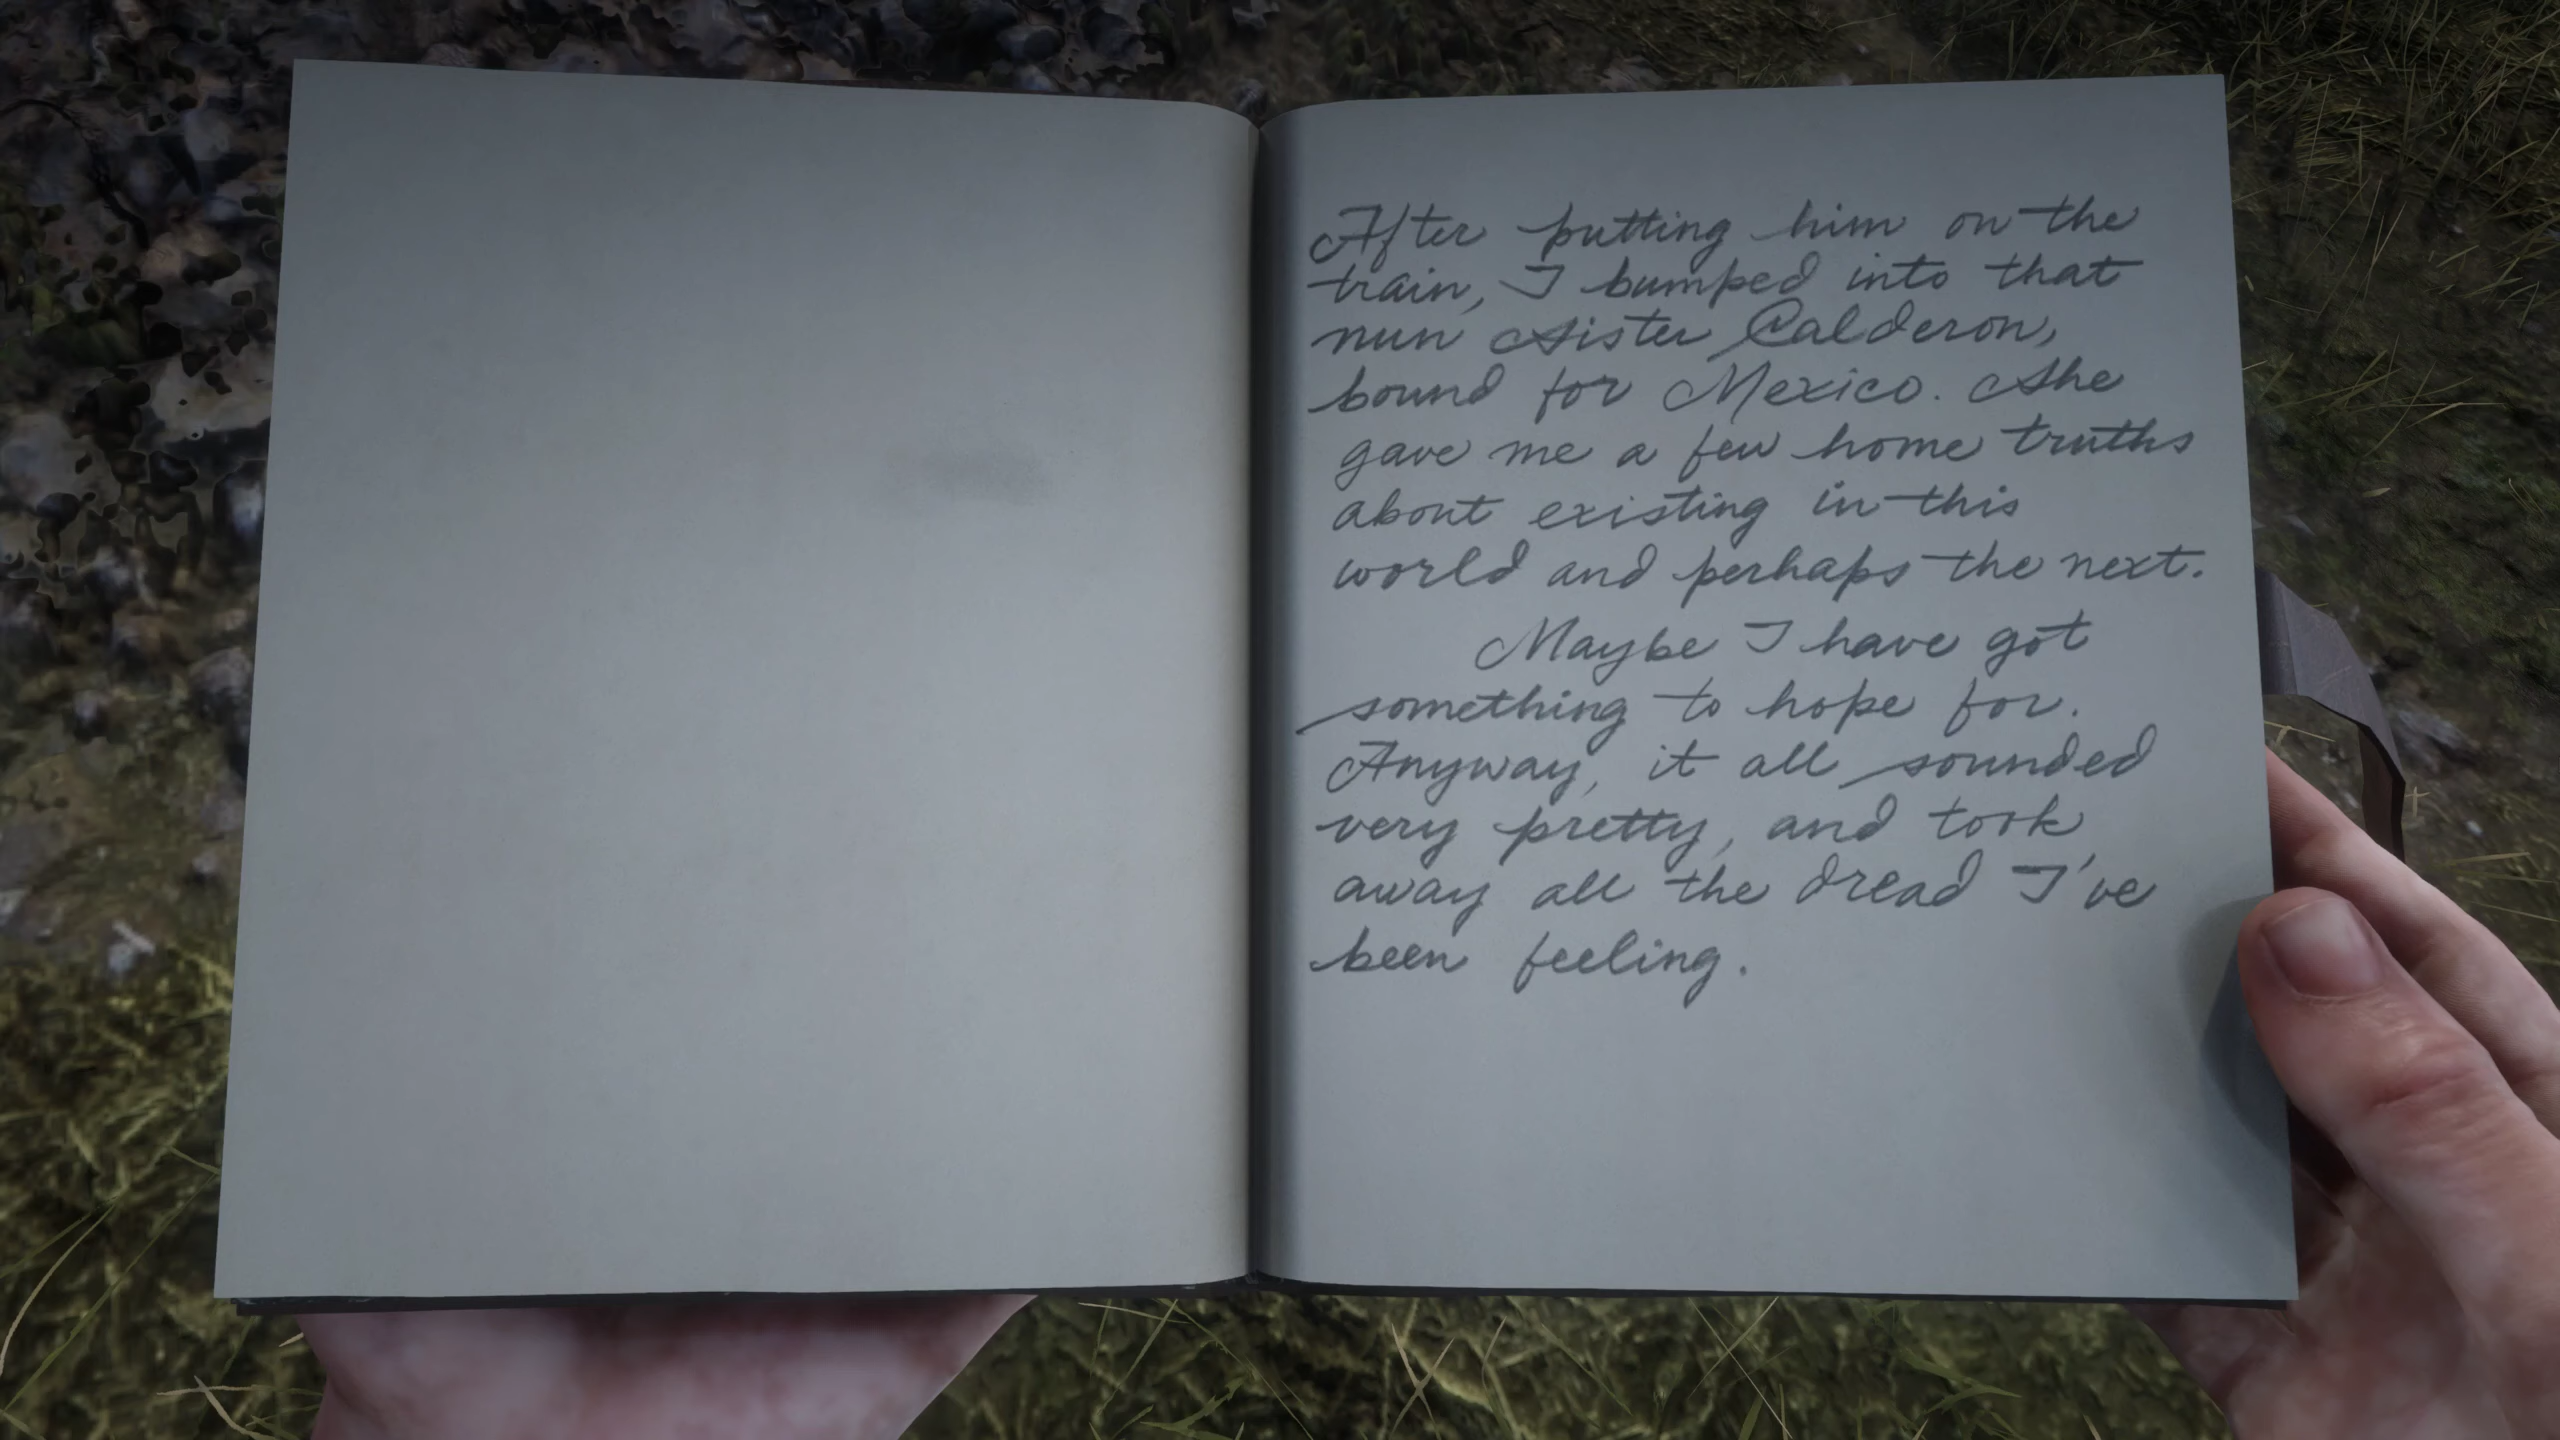 After putting him on the
train, I bumped into that
nun Sister Calderon,
bound for Mexico. She
gave me a few home truths
about existing in this
world and perhaps the next.
Maybe I have got
something to hope for.
Anyway, it all sounded
very pretty, and took
away all the dread I've
been feeling.